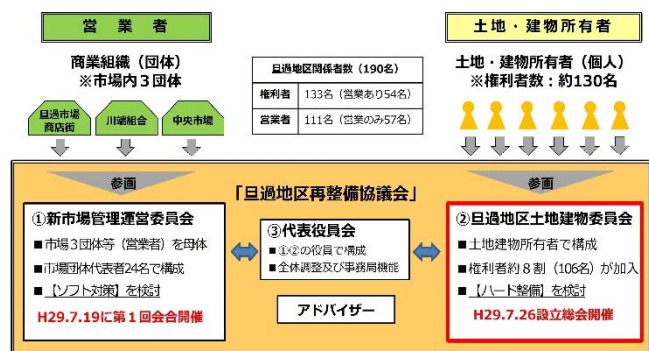 営業者
土地・建物所有者
商業組織（団体）
※市場内３団体
旦過市場
商店街
川端組合
中央市場
旦過地区関係者数（190名）
権利者 133名（営業あり54名）
営業者 111名（営業のみ57名）
土地・建物所有者（個人）
※権利者数：約130名
参画
参画
「旦過地区再整備協議会」
①新市場管理運営委員会
■市場３団体等（営業者）を母体
■市場団体代表者24名で構成
■【ソフト対策】を検討
H29.7.19に第１回会合開催
③代表役員会
■①・②の役員で構成
■全体調整及び事務局機能
アドバイザー
②旦過地区土地建物委員会
■土地建物所有者で構成
■権利者約８割（106名）が加入
■【ハード整備】を検討
H29.7.26設立総会開催